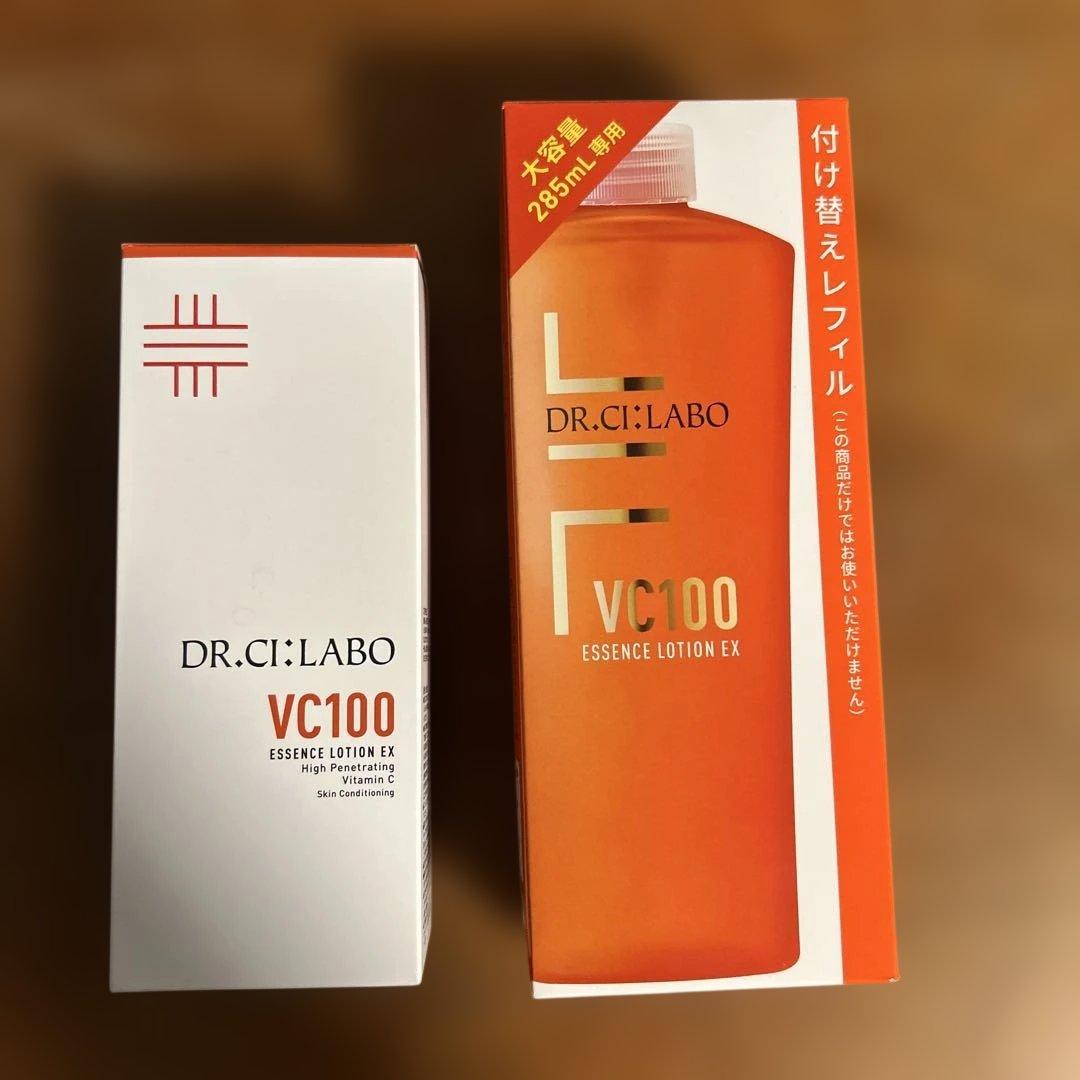 DR.CI:LABO
VC100
ESSENCE LOTION EX
High Penetrating
Vitamin C
Skin Conditioning
大容量
285mL専用
DR.CI:LABO
VC100
ESSENCE LOTION EX
付け替えレフィル(この商品だけではお使いいただけません)